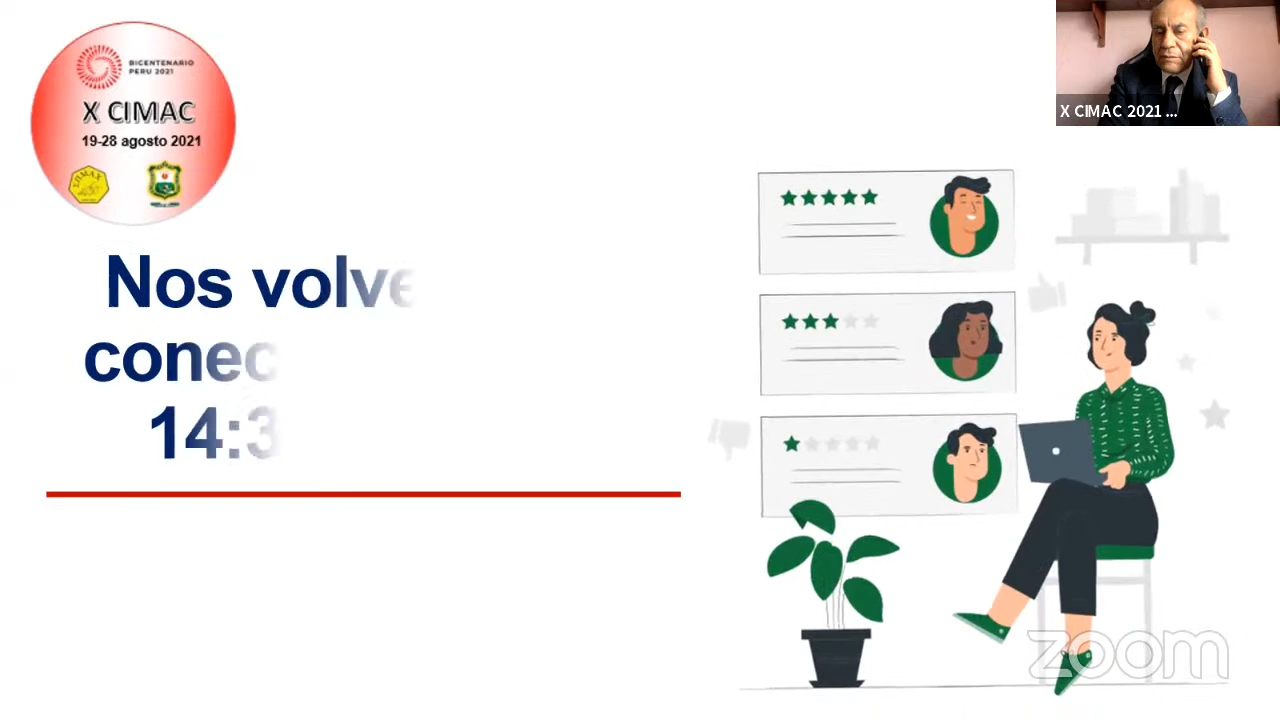 BICENTENARIO
PERU 2021
X CIMAC
19-28 agosto 2021
Nos volve
conec
14:3
X CIMAC 2021 ...
zoom